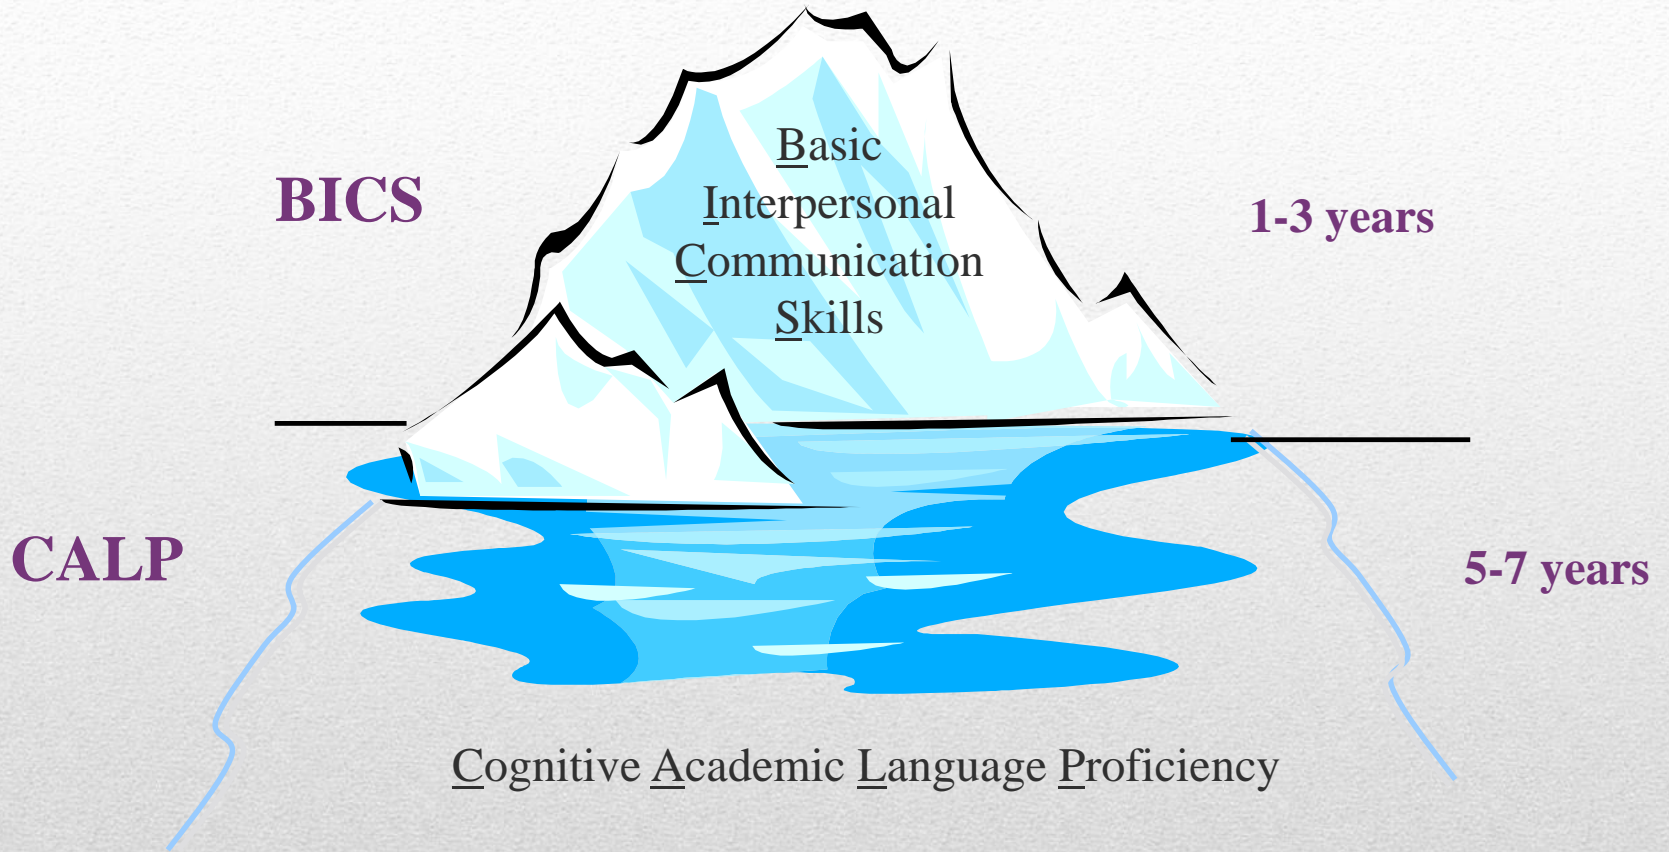 Basic
BICS
Interpersonal
1-3 years
Communication
Skills
CALP
5-7 years
Cognitive Academic Language Proficiency